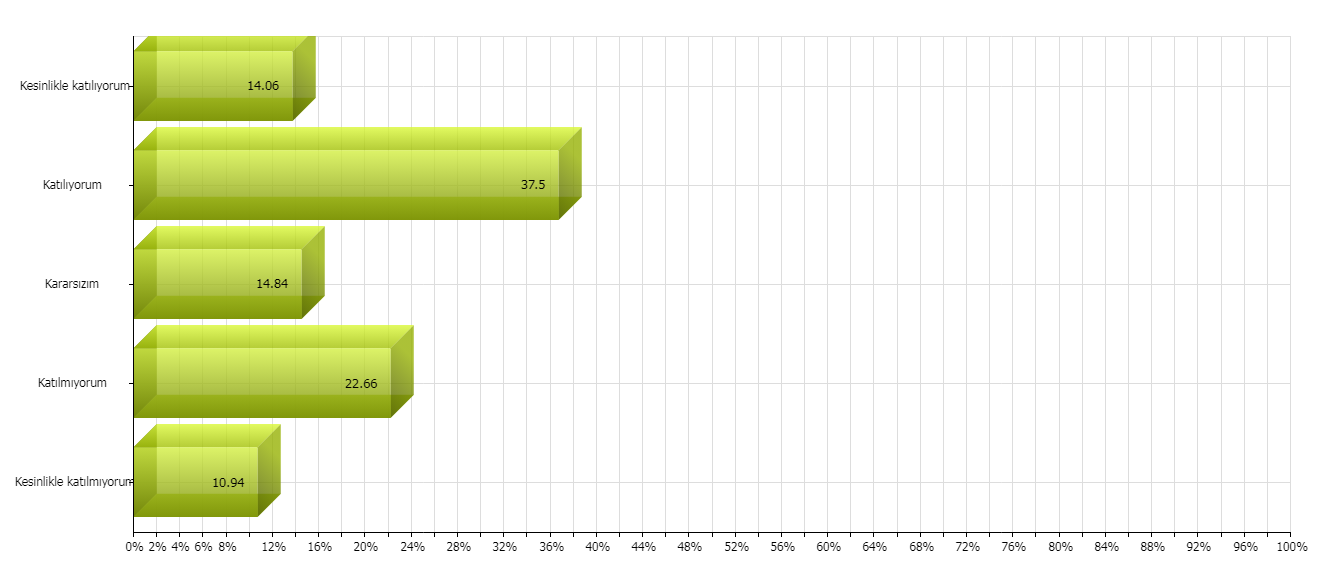 Kesinlikle katılıyorum
14.06
Katılıyorum
37.5
Kararsızım
14.84
Katılmıyorum
22.66
Kesinlikle katılmıyorum
10.94
0% 2% 4% 6% 8% 12% 16% 20% 24% 28% 32% 36% 40% 44% 48% 52% 56% 60% 64% 68% 72% 76% 80% 84% 88% 92% 96% 100%